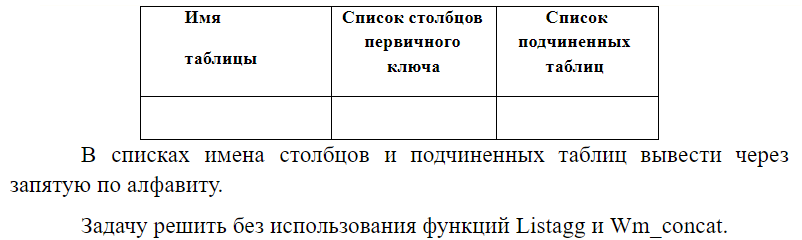 Имя
таблицы
Список столбцов
первичного
ключа
Список
подчиненных
таблиц
В списках имена столбцов и подчиненных таблиц вывести через
запятую по алфавиту.
Задачу решить без использования функций Listagg и Wm_concat.